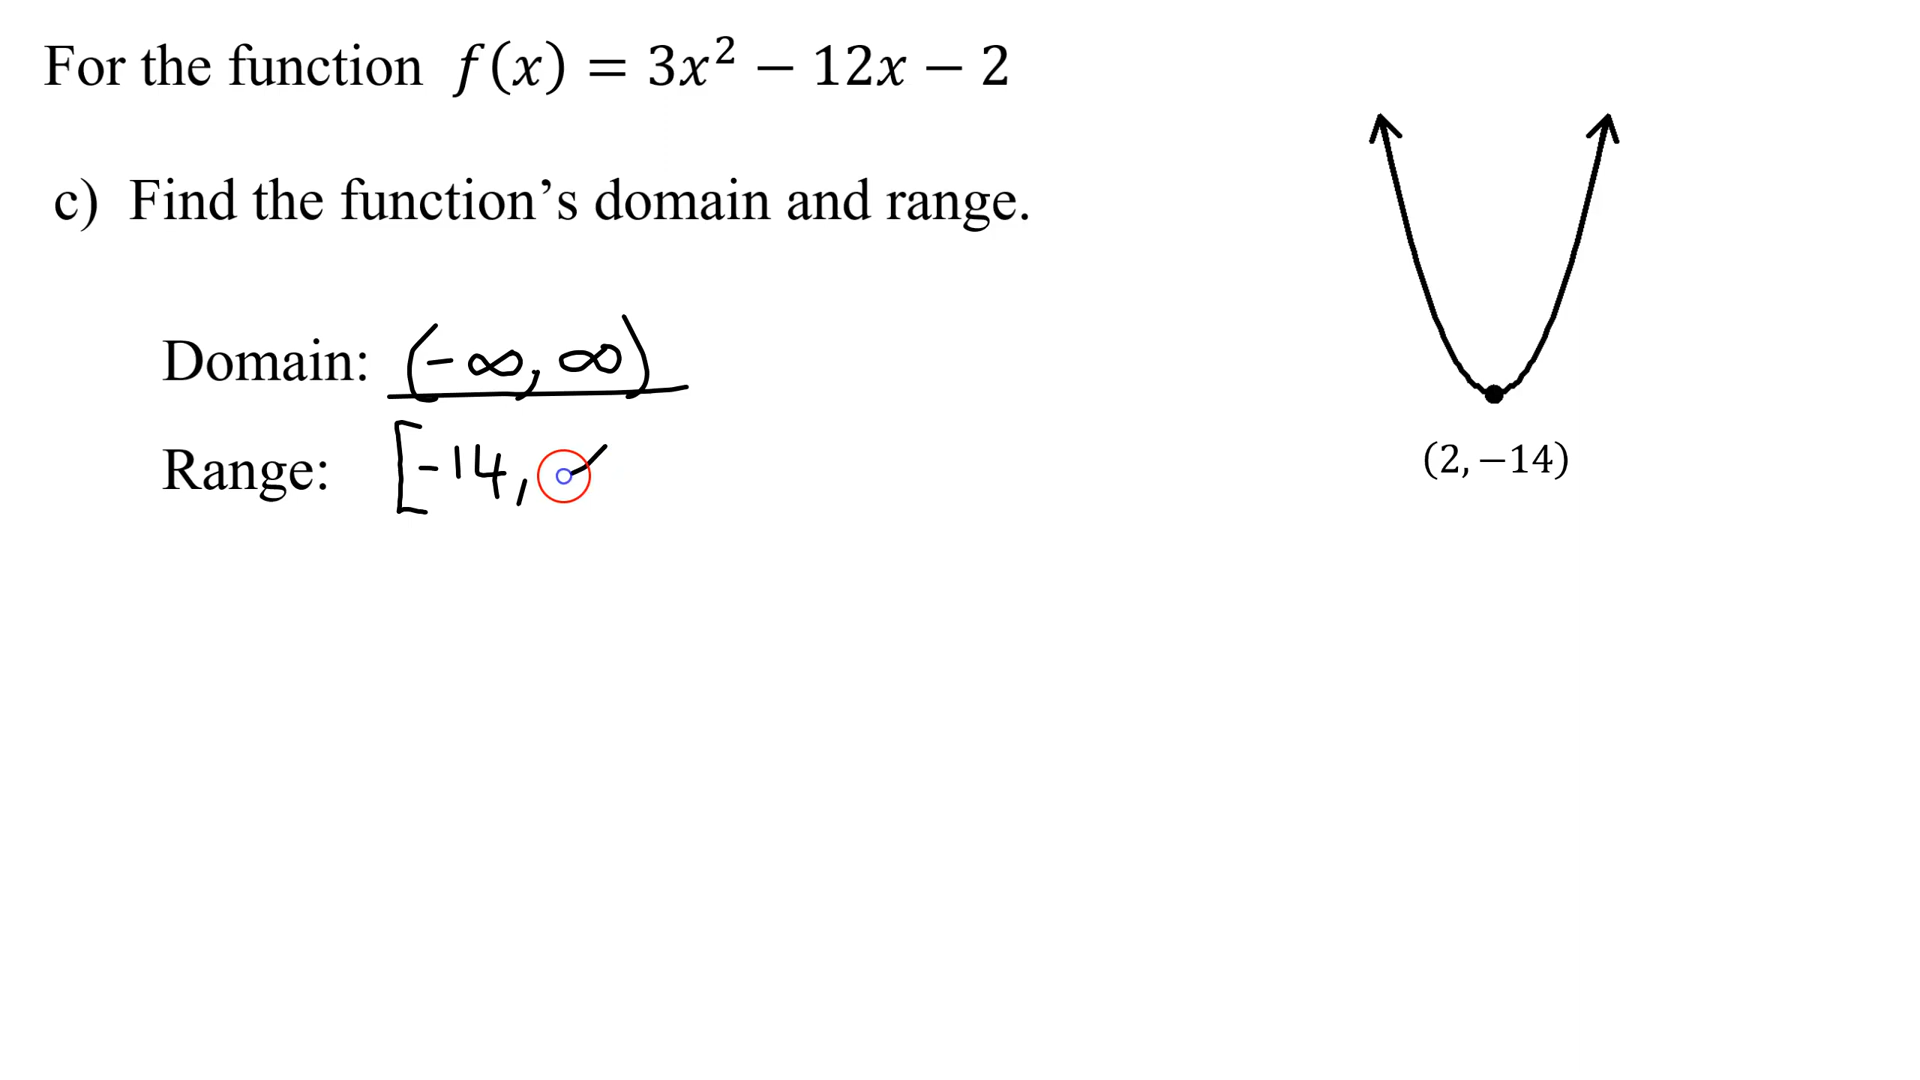 For the function f(x) = 3x² − 12x − 2
c) Find the function’s domain and range.
Domain: (-∞, ∞)
Range: [-14,
(2, −14)